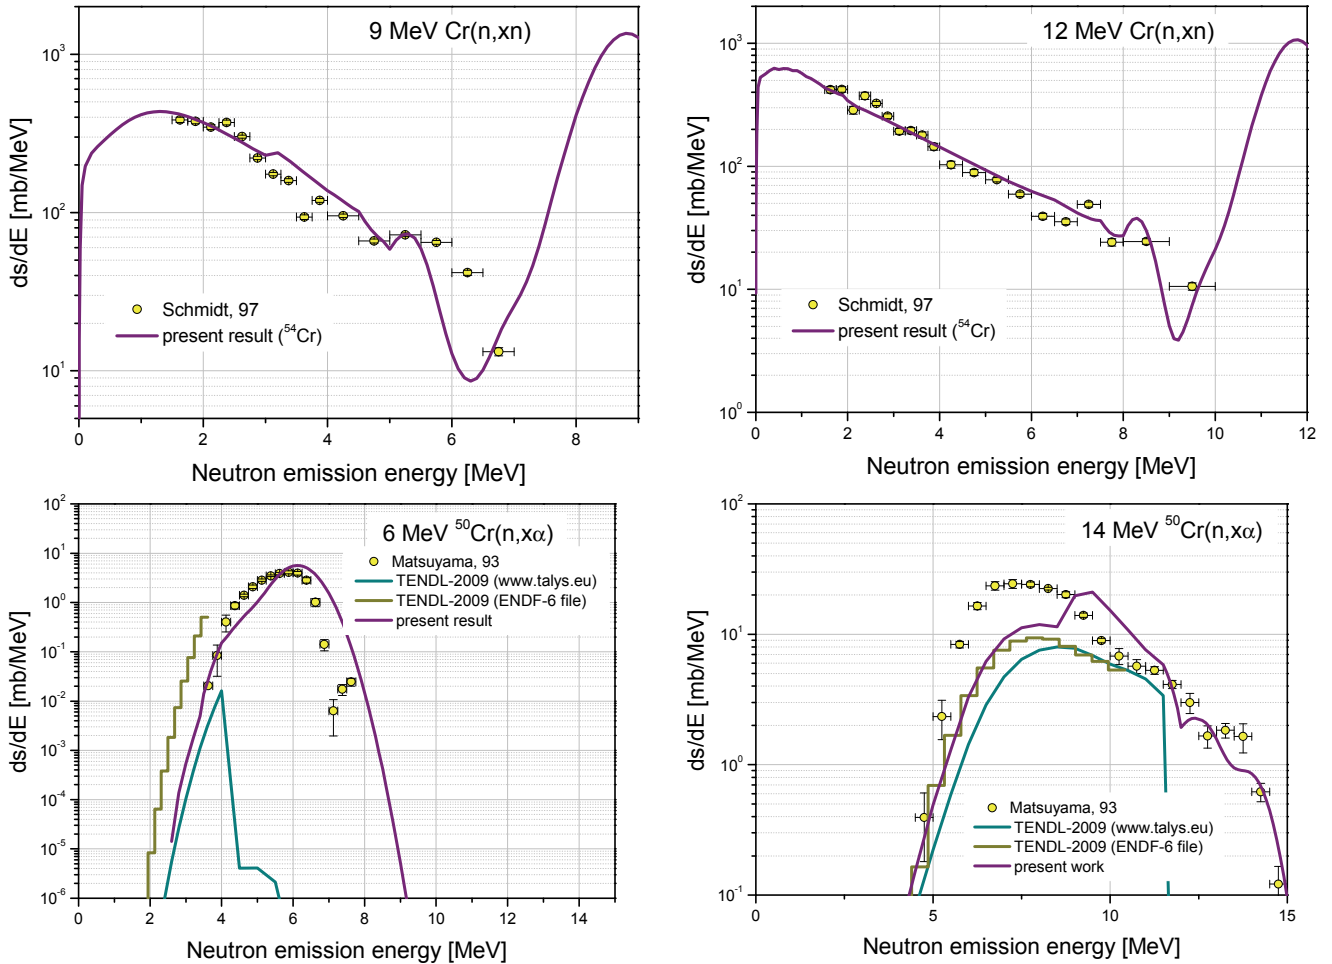 9 MeV Cr(n,xn)
ds/dE [mb/MeV]
10³
10²
10¹
Schmidt, 97
present result (⁵⁴Cr)
0 2 4 6 8
Neutron emission energy [MeV]
12 MeV Cr(n,xn)
ds/dE [mb/MeV]
10³
10²
10¹
10⁰
Schmidt, 97
present result (⁵⁴Cr)
0 2 4 6 8 10 12
Neutron emission energy [MeV]
6 MeV ⁵⁰Cr(n,xα)
ds/dE [mb/MeV]
10²
10¹
10⁰
10⁻¹
10⁻²
10⁻³
10⁻⁴
10⁻⁵
10⁻⁶
Matsuyama, 93
TENDL-2009 (www.talys.eu)
TENDL-2009 (ENDF-6 file)
present result
0 2 4 6 8 10 12 14
Neutron emission energy [MeV]
14 MeV ⁵⁰Cr(n,xα)
ds/dE [mb/MeV]
10²
10¹
10⁰
10⁻¹
Matsuyama, 93
TENDL-2009 (www.talys.eu)
TENDL-2009 (ENDF-6 file)
present work
0 5 10 15
Neutron emission energy [MeV]